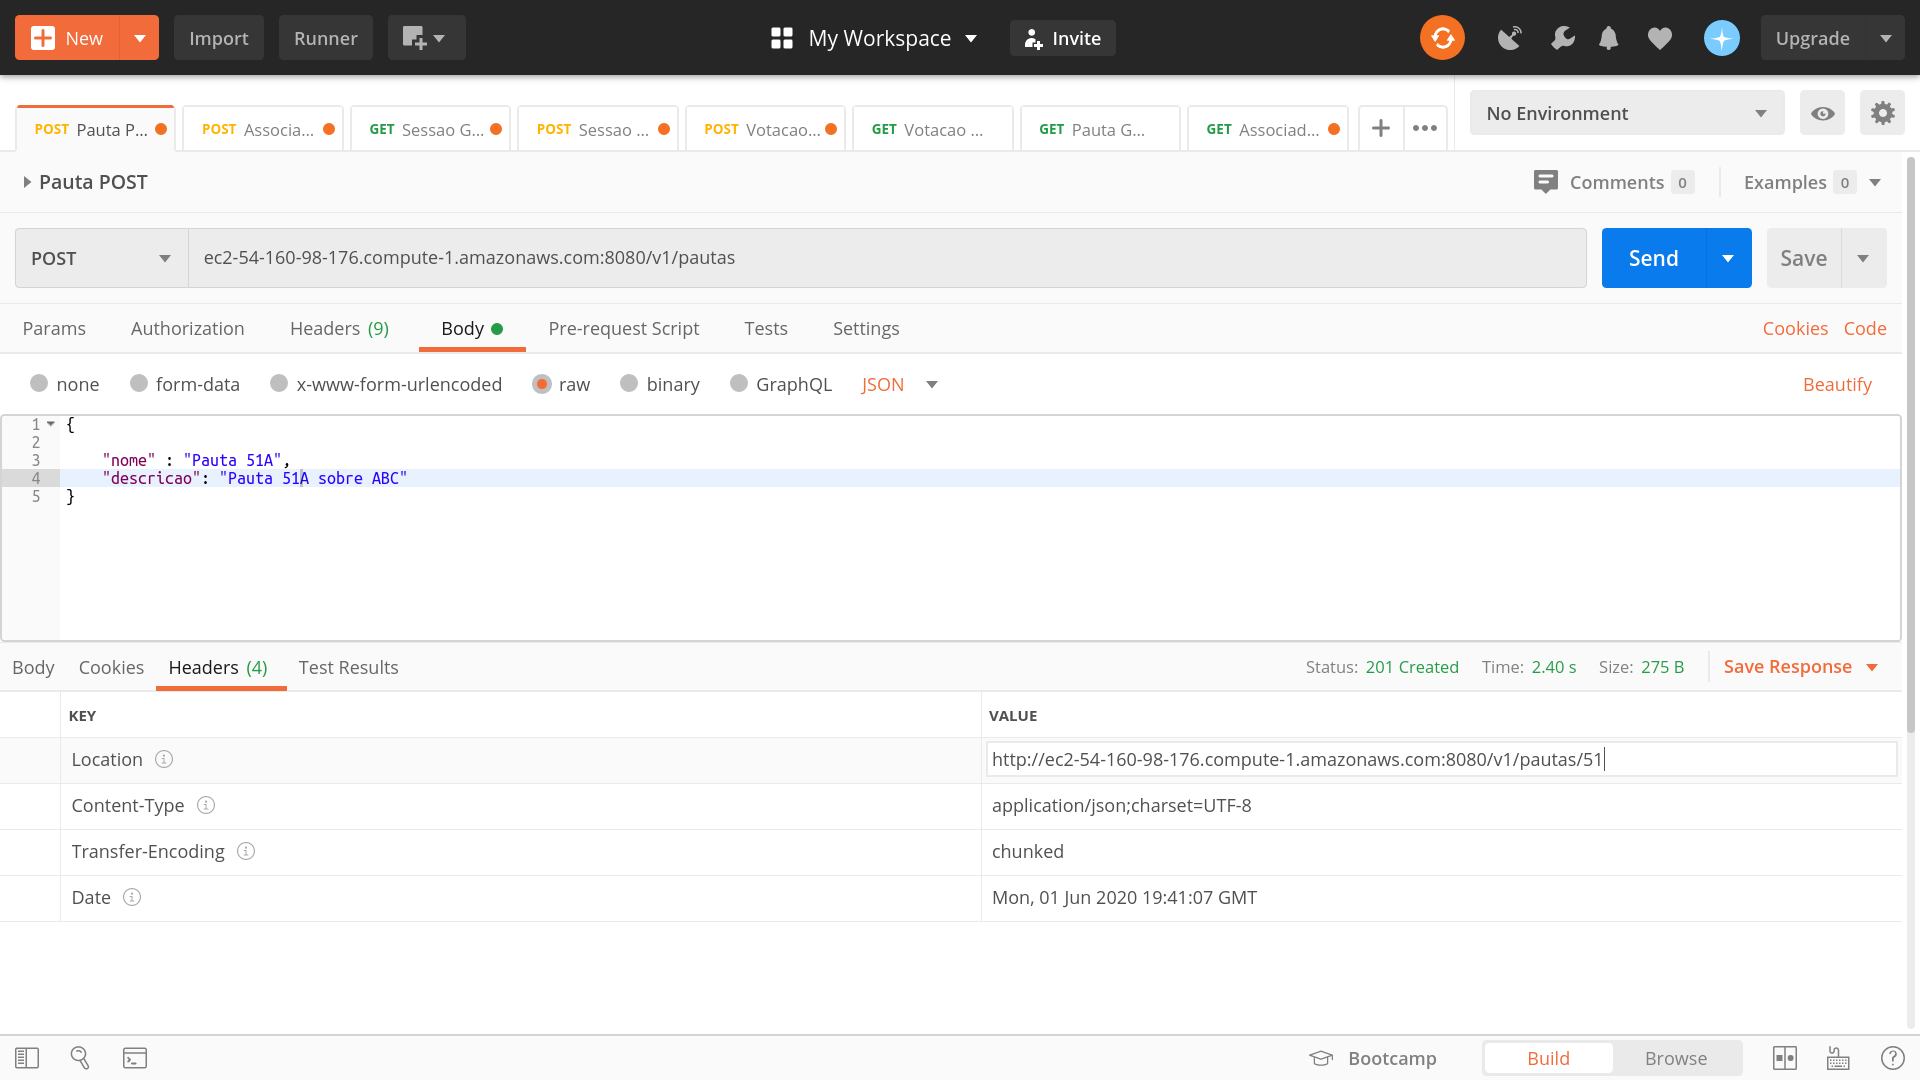 New
Import
Runner
My Workspace
Invite
Upgrade
POST Pauta P...
POST Associa...
GET Sessao G...
POST Sessao ...
POST Votacao...
GET Votacao ...
GET Pauta G...
GET Associad...
No Environment
Pauta POST
Comments 0
Examples 0
POST
ec2-54-160-98-176.compute-1.amazonaws.com:8080/v1/pautas
Send
Save
Params Authorization Headers (9) Body Pre-request Script Tests Settings Cookies Code
none form-data x-www-form-urlencoded raw binary GraphQL JSON Beautify
1 {
2
3 "nome" : "Pauta 51A",
4 "descricao": "Pauta 51A sobre ABC"
5 }
Body Cookies Headers (4) Test Results Status: 201 Created Time: 2.40 s Size: 275 B Save Response
KEY VALUE
Location http://ec2-54-160-98-176.compute-1.amazonaws.com:8080/v1/pautas/51
Content-Type application/json;charset=UTF-8
Transfer-Encoding chunked
Date Mon, 01 Jun 2020 19:41:07 GMT
Bootcamp Build Browse